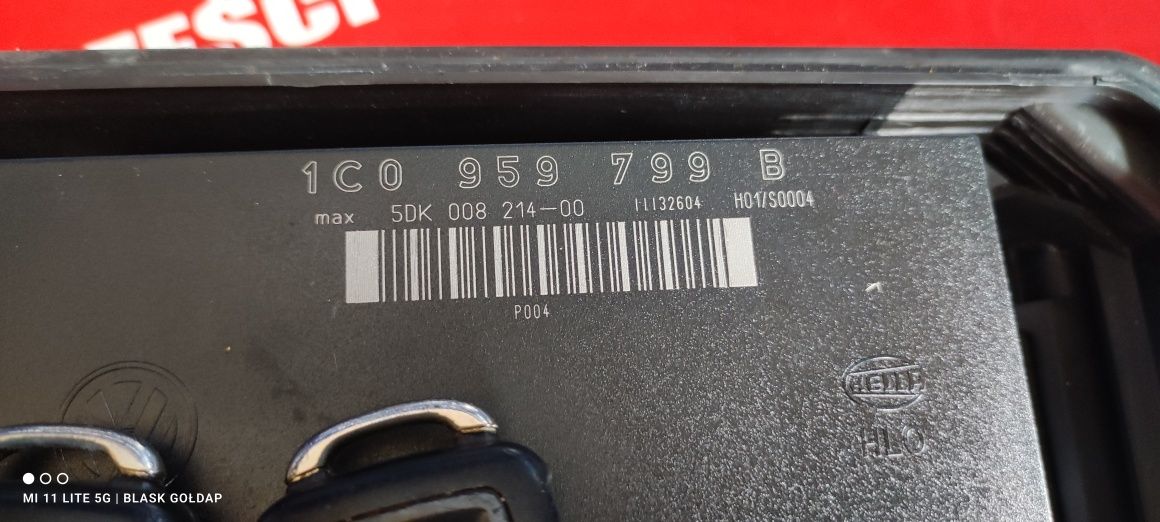 1C0 959 799 B
max 5DK 008 214-00 11132604 H01/S0004
P004
HELLA
HLO
MI 11 LITE 5G | BLASK GOŁDAP